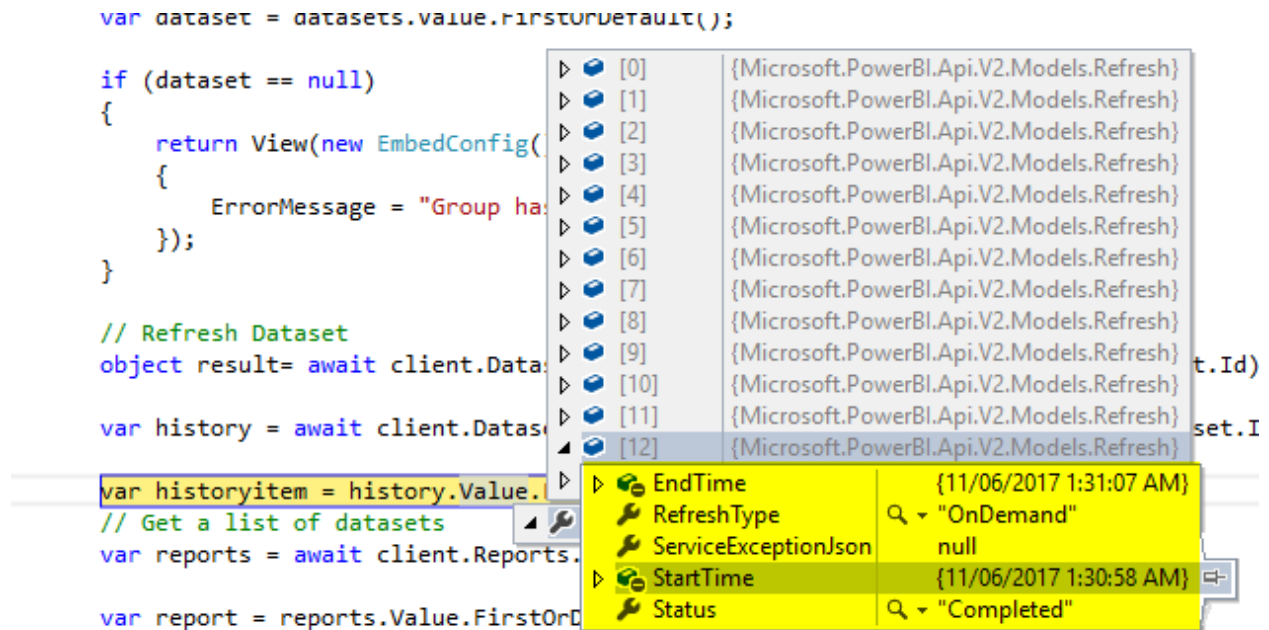 var dataset = datasets.Value.FirstOrDefault();
if (dataset == null)
{
return View(new EmbedConfig(
{
ErrorMessage = "Group has
});
}
// Refresh Dataset
object result= await client.Datas t.Id)
var history = await client.Datase set.I
var historyitem = history.Value.
// Get a list of datasets
var reports = await client.Reports.
var report = reports.Value.FirstOrD
[0] {Microsoft.PowerBI.Api.V2.Models.Refresh}
[1] {Microsoft.PowerBI.Api.V2.Models.Refresh}
[2] {Microsoft.PowerBI.Api.V2.Models.Refresh}
[3] {Microsoft.PowerBI.Api.V2.Models.Refresh}
[4] {Microsoft.PowerBI.Api.V2.Models.Refresh}
[5] {Microsoft.PowerBI.Api.V2.Models.Refresh}
[6] {Microsoft.PowerBI.Api.V2.Models.Refresh}
[7] {Microsoft.PowerBI.Api.V2.Models.Refresh}
[8] {Microsoft.PowerBI.Api.V2.Models.Refresh}
[9] {Microsoft.PowerBI.Api.V2.Models.Refresh}
[10] {Microsoft.PowerBI.Api.V2.Models.Refresh}
[11] {Microsoft.PowerBI.Api.V2.Models.Refresh}
[12] {Microsoft.PowerBI.Api.V2.Models.Refresh}
EndTime {11/06/2017 1:31:07 AM}
RefreshType "OnDemand"
ServiceExceptionJson null
StartTime {11/06/2017 1:30:58 AM}
Status "Completed"